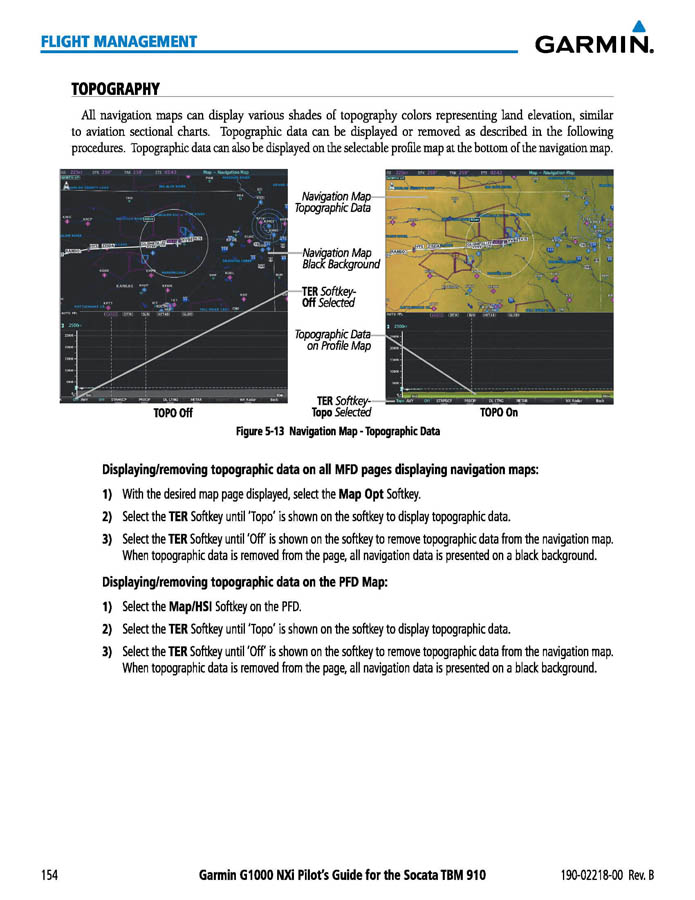 FLIGHT MANAGEMENT
GARMIN.
TOPOGRAPHY
All navigation maps can display various shades of topography colors representing land elevation, similar
to aviation sectional charts. Topographic data can be displayed or removed as described in the following
procedures. Topographic data can also be displayed on the selectable profile map at the bottom of the navigation map.
Map - Navigation Map
Map - Navigation Map
Navigation Map
Topographic Data
Navigation Map
Black Background
TER Softkey-
Off Selected
Topographic Data
on Profile Map
TER Softkey-
Topo Selected
TOPO Off
TOPO On
Figure 5-13 Navigation Map - Topographic Data
Displaying/removing topographic data on all MFD pages displaying navigation maps:
1) With the desired map page displayed, select the Map Opt Softkey.
2) Select the TER Softkey until ‘Topo’ is shown on the softkey to display topographic data.
3) Select the TER Softkey until ‘Off’ is shown on the softkey to remove topographic data from the navigation map.
When topographic data is removed from the page, all navigation data is presented on a black background.
Displaying/removing topographic data on the PFD Map:
1) Select the Map/HSI Softkey on the PFD.
2) Select the TER Softkey until ‘Topo’ is shown on the softkey to display topographic data.
3) Select the TER Softkey until ‘Off’ is shown on the softkey to remove topographic data from the navigation map.
When topographic data is removed from the page, all navigation data is presented on a black background.
154
Garmin G1000 NXi Pilot’s Guide for the Socata TBM 910
190-02218-00 Rev. B